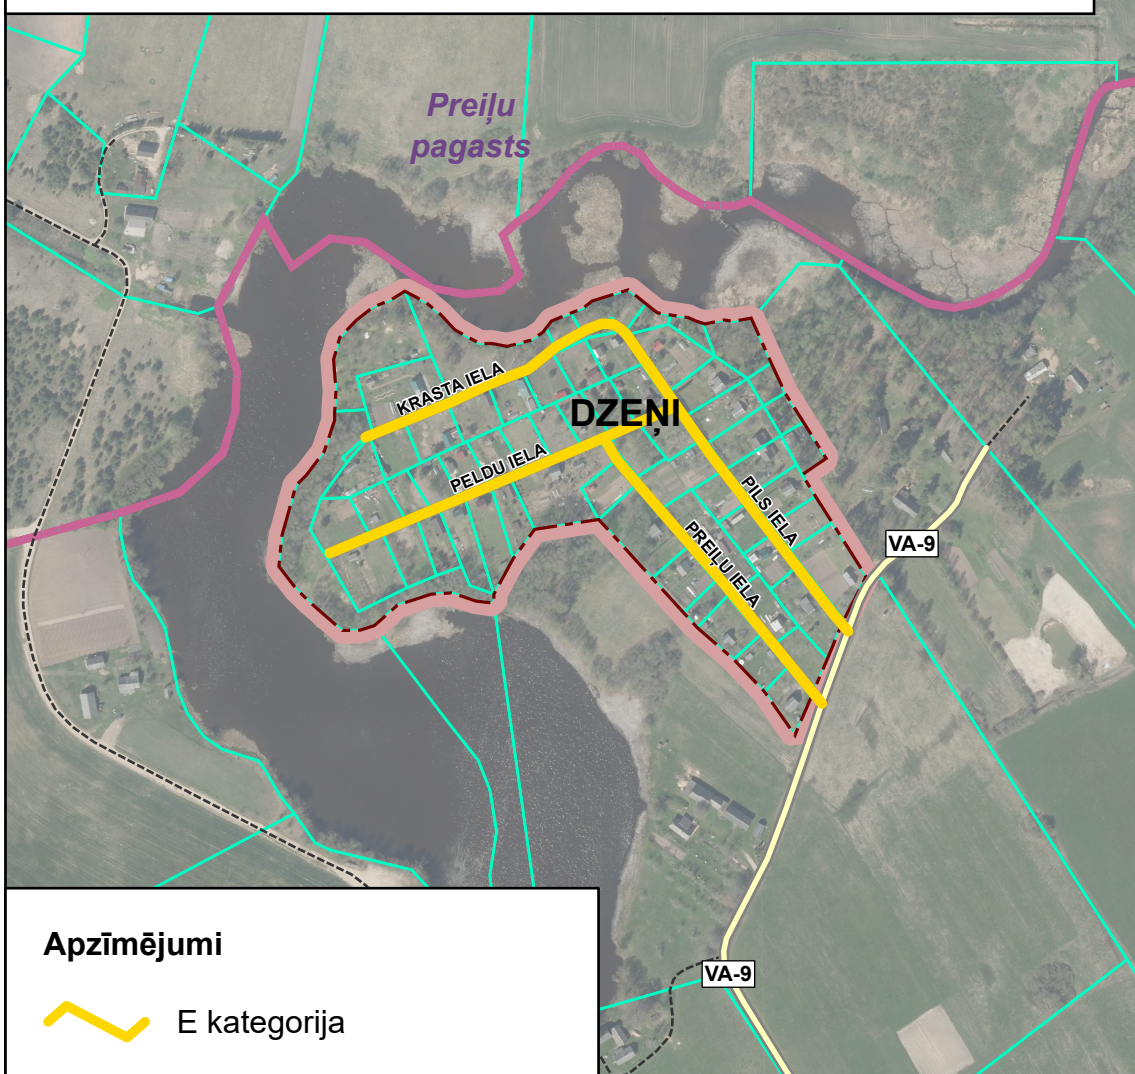 Preiļu
pagasts
KRASTA IELA
DZEŅI
PELDU IELA
PILS IELA
PREIĻU IELA
VA-9
VA-9
Apzīmējumi
E kategorija